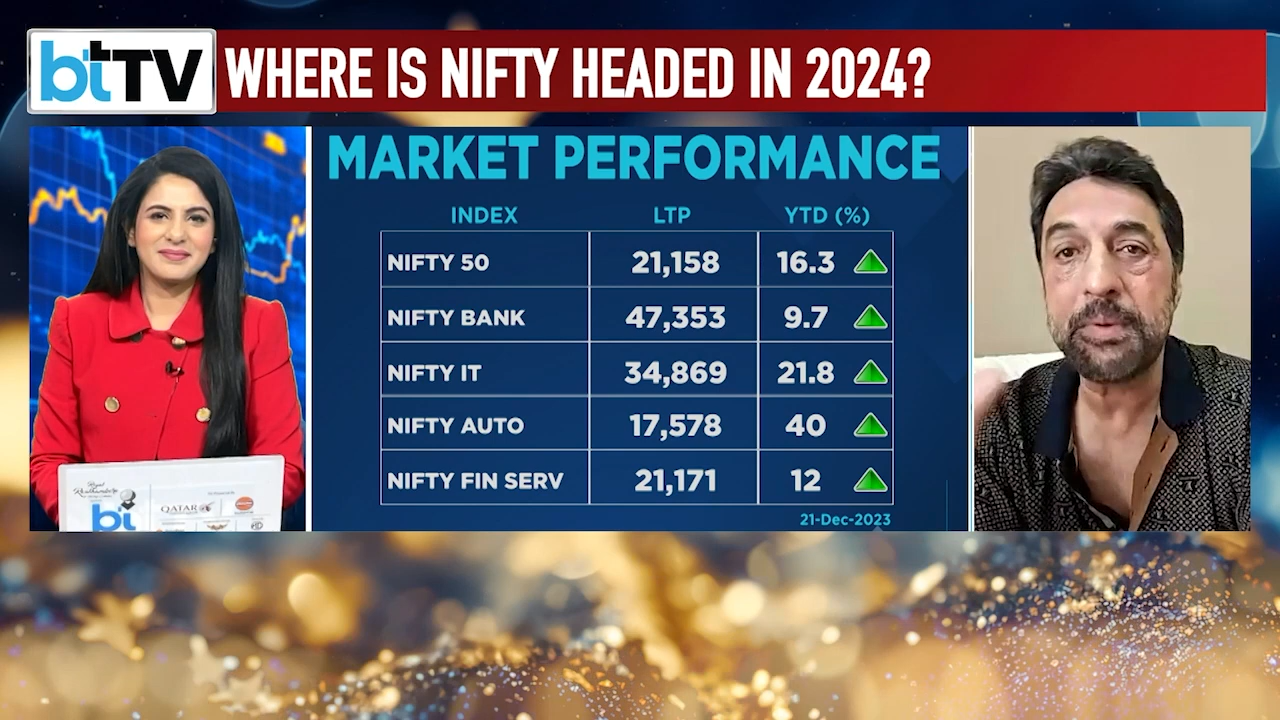 btTV
WHERE IS NIFTY HEADED IN 2024?
MARKET PERFORMANCE
INDEX LTP YTD (%)
NIFTY 50 21,158 16.3
NIFTY BANK 47,353 9.7
NIFTY IT 34,869 21.8
NIFTY AUTO 17,578 40
NIFTY FIN SERV 21,171 12
21-Dec-2023
QATAR
bt